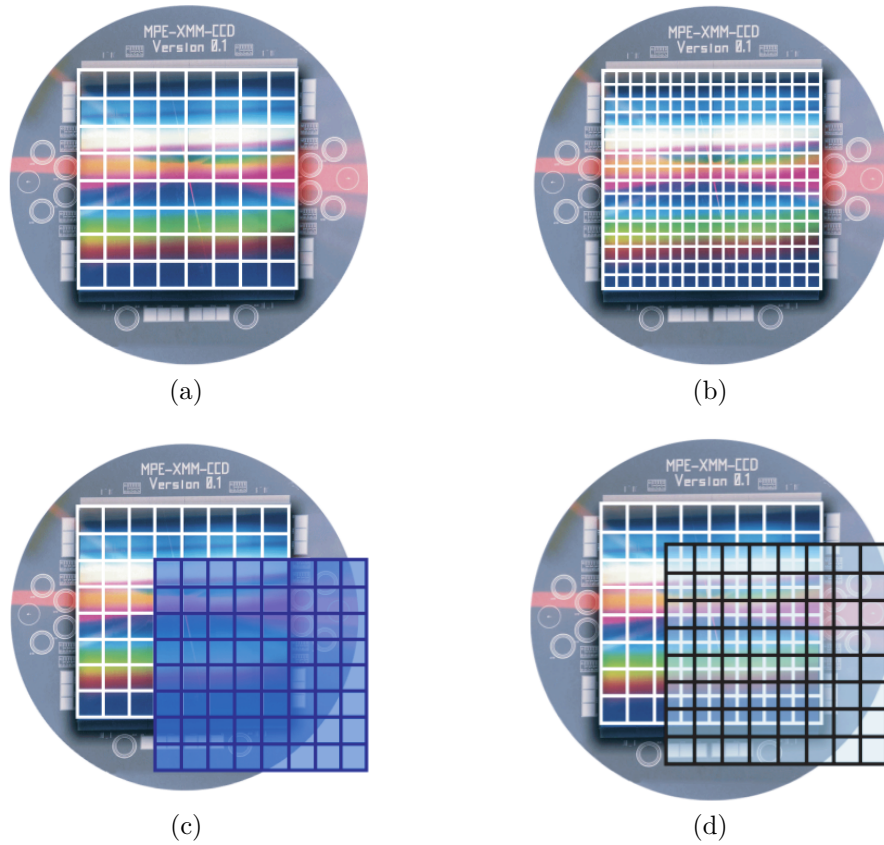 MPE-XMM-CCD
Version 0.1
MPE-XMM-CCD
Version 0.1
(a)
(b)
MPE-XMM-CCD
Version 0.1
MPE-XMM-CCD
Version 0.1
(c)
(d)